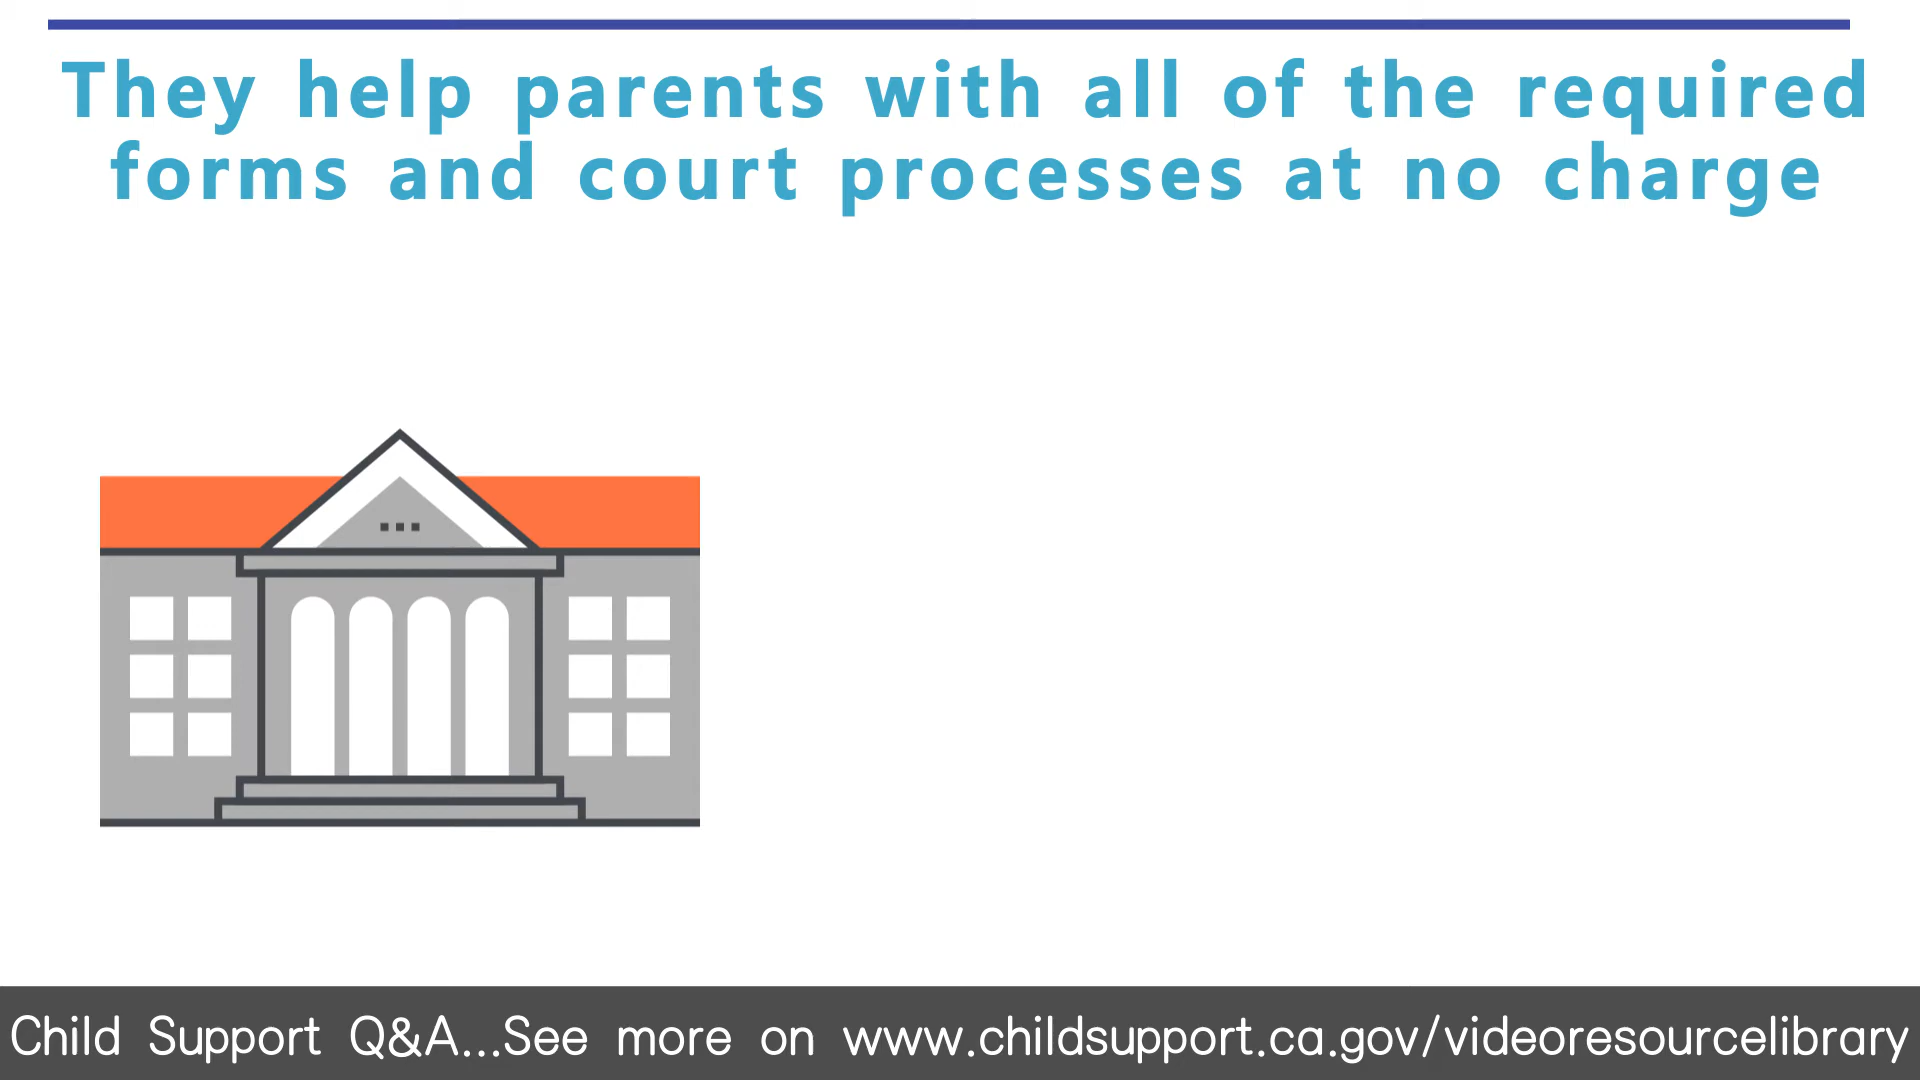 They help parents with all of the required
forms and court processes at no charge
Child Support Q&A...See more on www.childsupport.ca.gov/videoresourcelibrary